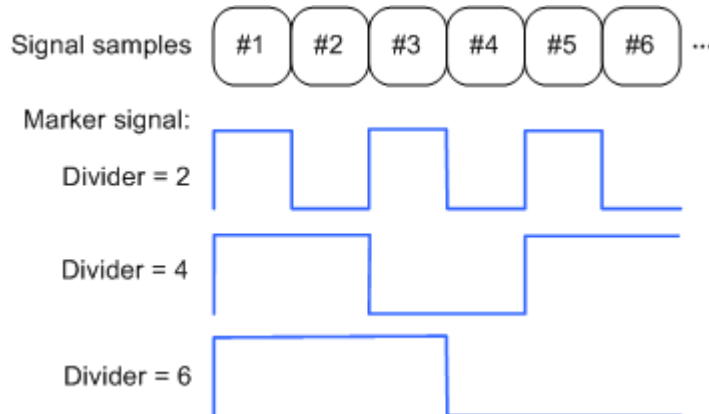 Signal samples #1 #2 #3 #4 #5 #6 ...
Marker signal:
Divider = 2
Divider = 4
Divider = 6